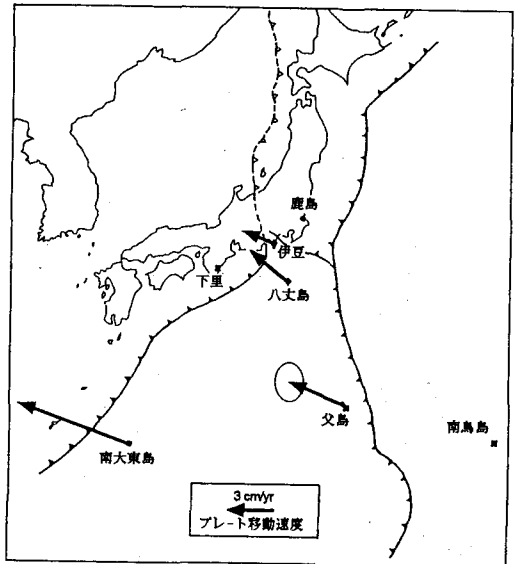 鹿島
伊豆
下里
八丈島
父島
南鳥島
南大東島
3 cm/yr
プレート移動速度